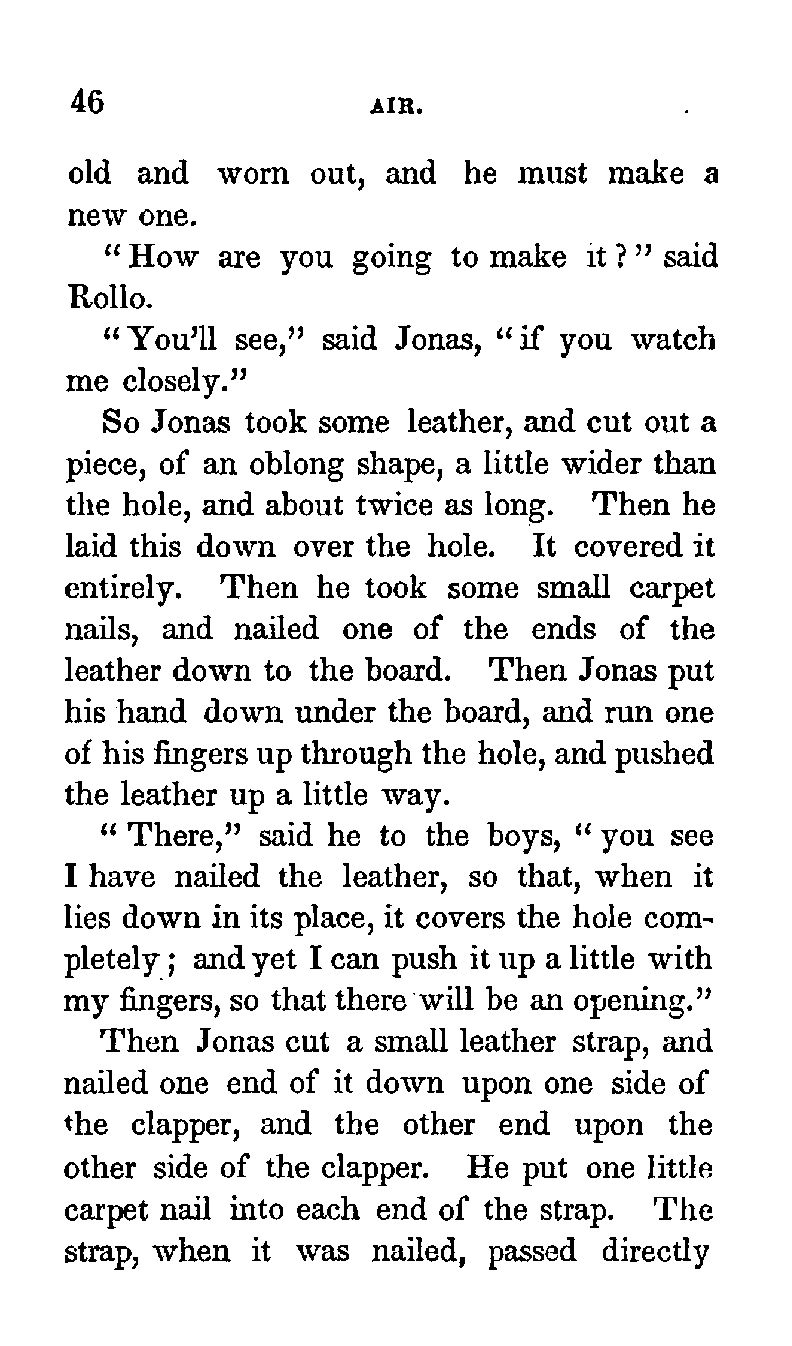 46 AIR.
old and worn out, and he must make a
new one.
“How are you going to make it?” said
Rollo.
“You’ll see,” said Jonas, “if you watch
me closely.”
So Jonas took some leather, and cut out a
piece, of an oblong shape, a little wider than
the hole, and about twice as long. Then he
laid this down over the hole. It covered it
entirely. Then he took some small carpet
nails, and nailed one of the ends of the
leather down to the board. Then Jonas put
his hand down under the board, and run one
of his fingers up through the hole, and pushed
the leather up a little way.
“There,” said he to the boys, “you see
I have nailed the leather, so that, when it
lies down in its place, it covers the hole com-
pletely; and yet I can push it up a little with
my fingers, so that there will be an opening.”
Then Jonas cut a small leather strap, and
nailed one end of it down upon one side of
the clapper, and the other end upon the
other side of the clapper. He put one little
carpet nail into each end of the strap. The
strap, when it was nailed, passed directly